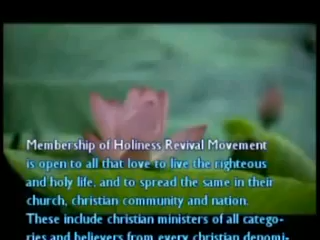 Membership of Holiness Revival Movement
is open to all that love to live the righteous
and holy life, and to spread the same in their
church, christian community and nation.
These include christian ministers of all catego-
ries and believers from every christian denomi-